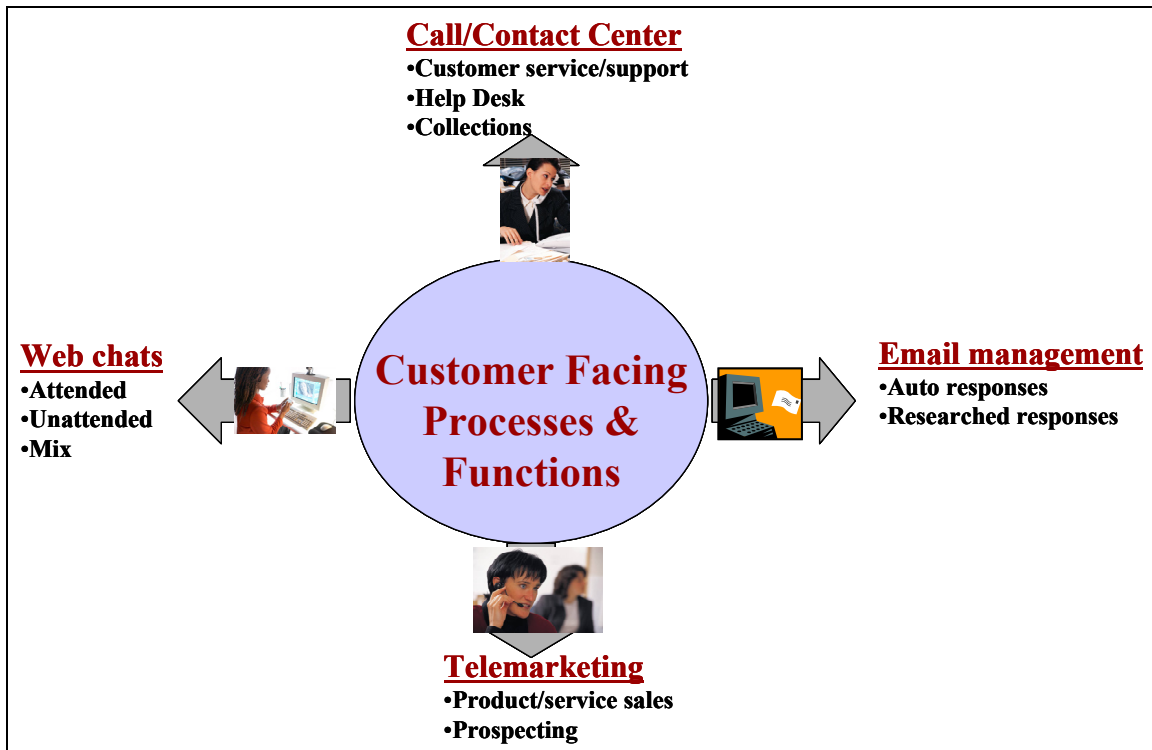 Call/Contact Center
•Customer service/support
•Help Desk
•Collections
Web chats
•Attended
•Unattended
•Mix
Customer Facing
Processes &
Functions
Email management
•Auto responses
•Researched responses
Telemarketing
•Product/service sales
•Prospecting